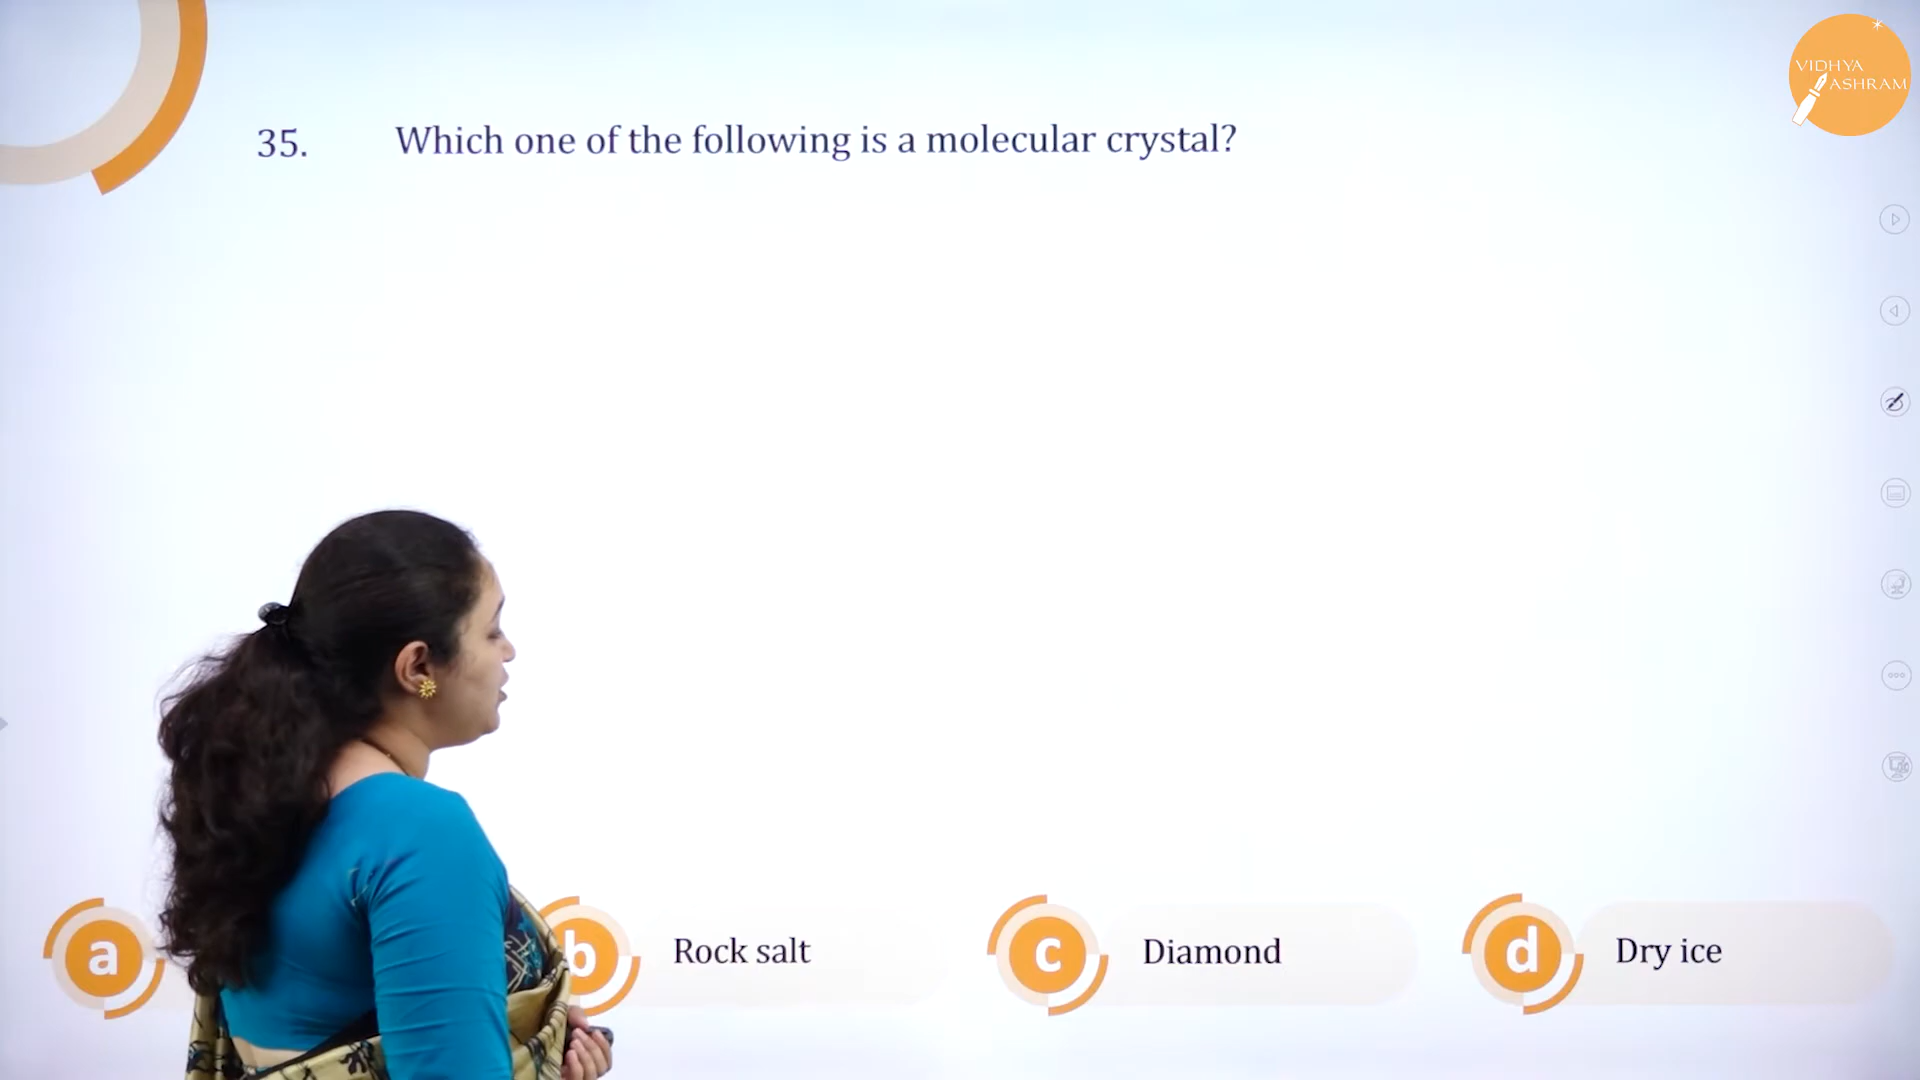 VIDHYA
ASHRAM
35. Which one of the following is a molecular crystal?
a
b Rock salt
c Diamond
d Dry ice